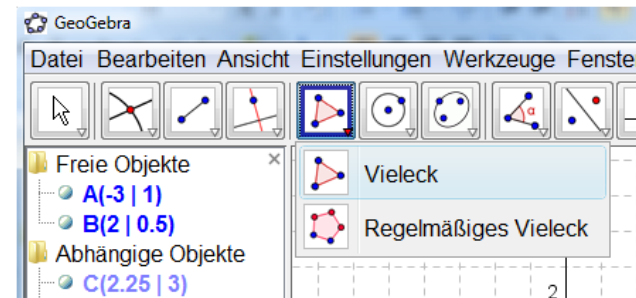 GeoGebra
Datei Bearbeiten Ansicht Einstellungen Werkzeuge Fenste
α
Vieleck
Regelmäßiges Vieleck
Freie Objekte
A(-3 | 1)
B(2 | 0.5)
Abhängige Objekte
C(2.25 | 3)
2